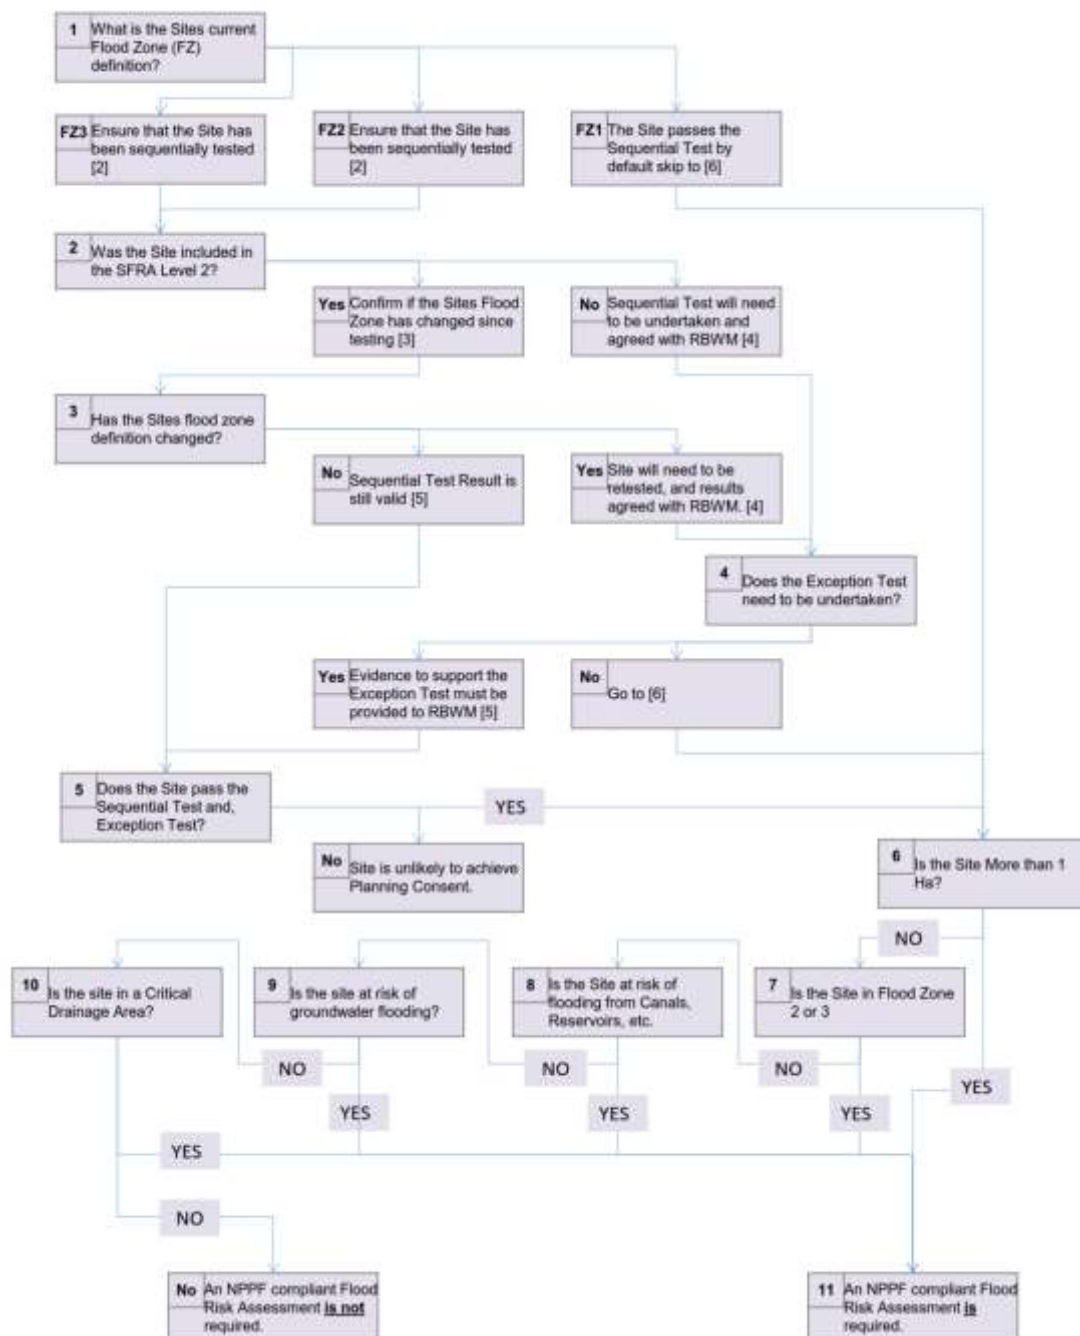 1 What is the Sites current
Flood Zone (FZ)
definition?
FZ3 Ensure that the Site has
been sequentially tested
[2]
FZ2 Ensure that the Site has
been sequentially tested
[2]
FZ1 The Site passes the
Sequential Test by
default skip to [6]
2 Was the Site included in
the SFRA Level 2?
Yes Confirm if the Sites Flood
Zone has changed since
testing [3]
No Sequential Test will need
to be undertaken and
agreed with RBWM [4]
3 Has the Sites flood zone
definition changed?
No Sequential Test Result is
still valid [5]
Yes Site will need to be
retested, and results
agreed with RBWM. [4]
4 Does the Exception Test
need to be undertaken?
Yes Evidence to support the
Exception Test must be
provided to RBWM [5]
No Go to [6]
5 Does the Site pass the
Sequential Test and,
Exception Test?
YES
No Site is unlikely to achieve
Planning Consent.
6 Is the Site More than 1
Ha?
NO
10 Is the site in a Critical
Drainage Area?
9 Is the site at risk of
groundwater flooding?
8 Is the Site at risk of
flooding from Canals,
Reservoirs, etc.
7 Is the Site in Flood Zone
2 or 3
NO
NO
NO
YES
YES
YES
YES
YES
NO
No An NPPF compliant Flood
Risk Assessment is not
required.
11 An NPPF compliant Flood
Risk Assessment is
required.